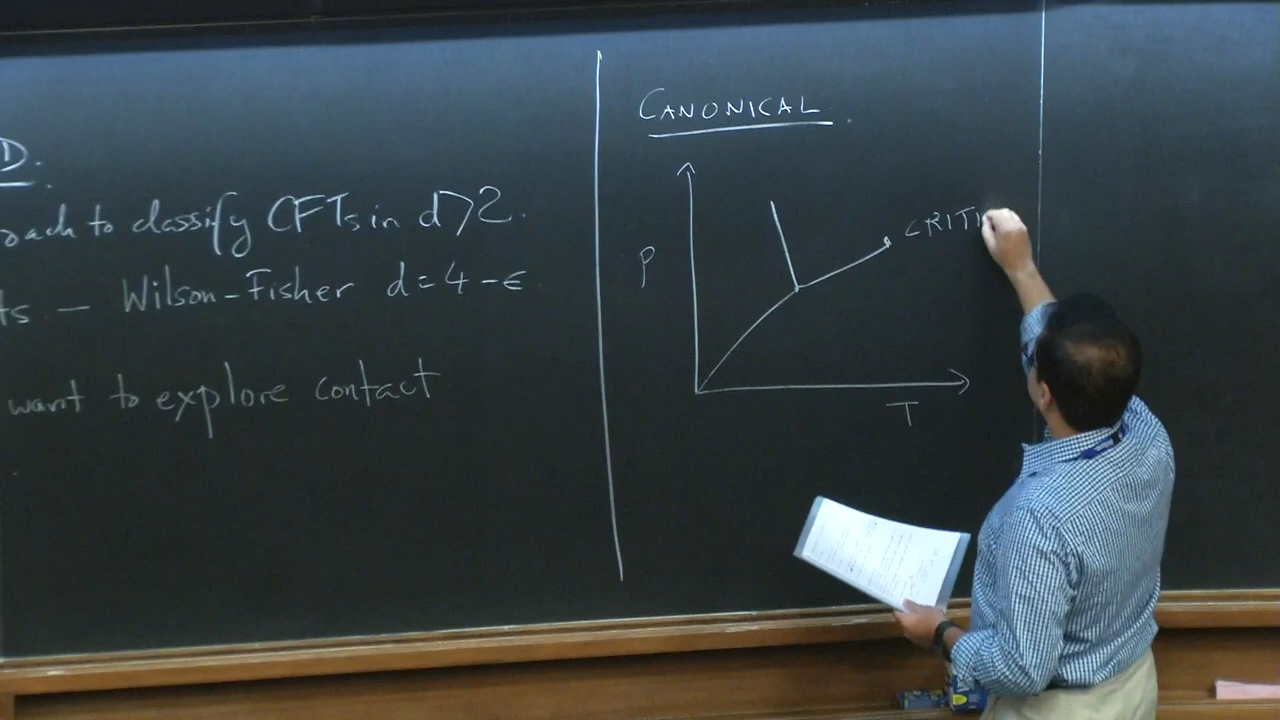 D.
oach to classify CFTs in d>2.
ts — Wilson-Fisher d=4-ϵ
want to explore contact
CANONICAL
P
CRITI
T